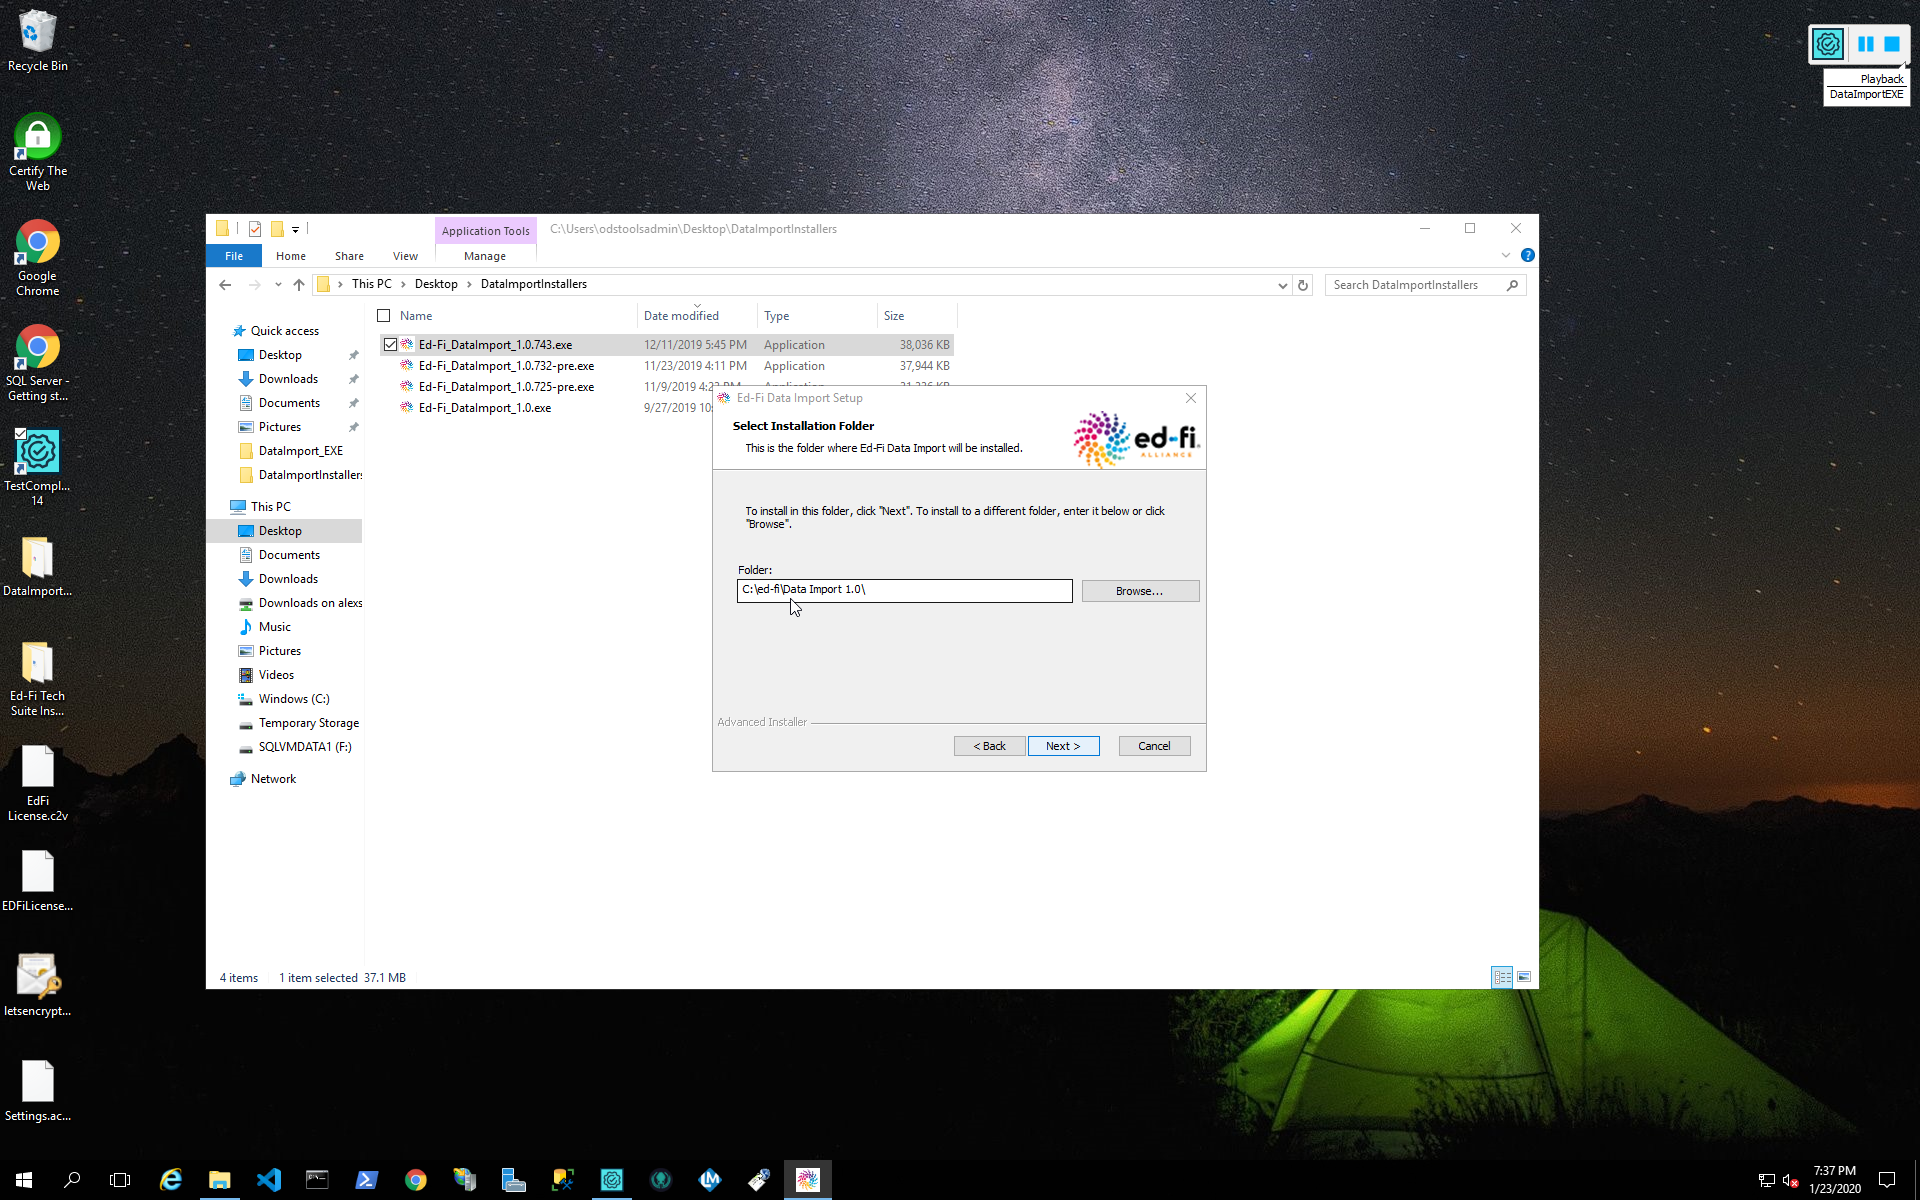 Recycle Bin
Certify The
Web
Google
Chrome
SQL Server -
Getting st...
TestCompl...
14
DataImport...
Ed-Fi Tech
Suite Ins...
EdFi
License.c2v
EDFiLicense...
letsencrypt...
Settings.ac...
Playback
DataImportEXE
Application Tools
C:\Users\odstoolsadmin\Desktop\DataImportInstallers
File
Home
Share
View
Manage
This PC
Desktop
DataImportInstallers
Search DataImportInstallers
Name
Date modified
Type
Size
Ed-Fi_DataImport_1.0.743.exe 12/11/2019 5:45 PM Application 38,036 KB
Ed-Fi_DataImport_1.0.732-pre.exe 11/23/2019 4:11 PM Application 37,944 KB
Ed-Fi_DataImport_1.0.725-pre.exe 11/9/2019
Ed-Fi_DataImport_1.0.exe 9/27/2019
Quick access
Desktop
Downloads
Documents
Pictures
DataImport_EXE
DataImportInstallers
This PC
Desktop
Documents
Downloads
Downloads on alexs
Music
Pictures
Videos
Windows (C:)
Temporary Storage
SQLVMDATA1 (F:)
Network
4 items
1 item selected 37.1 MB
Ed-Fi Data Import Setup
Select Installation Folder
This is the folder where Ed-Fi Data Import will be installed.
ed-fi
ALLIANCE
To install in this folder, click "Next". To install to a different folder, enter it below or click
"Browse".
Folder:
C:\ed-fi\Data Import 1.0\
Browse...
Advanced Installer
< Back
Next >
Cancel
7:37 PM
1/23/2020